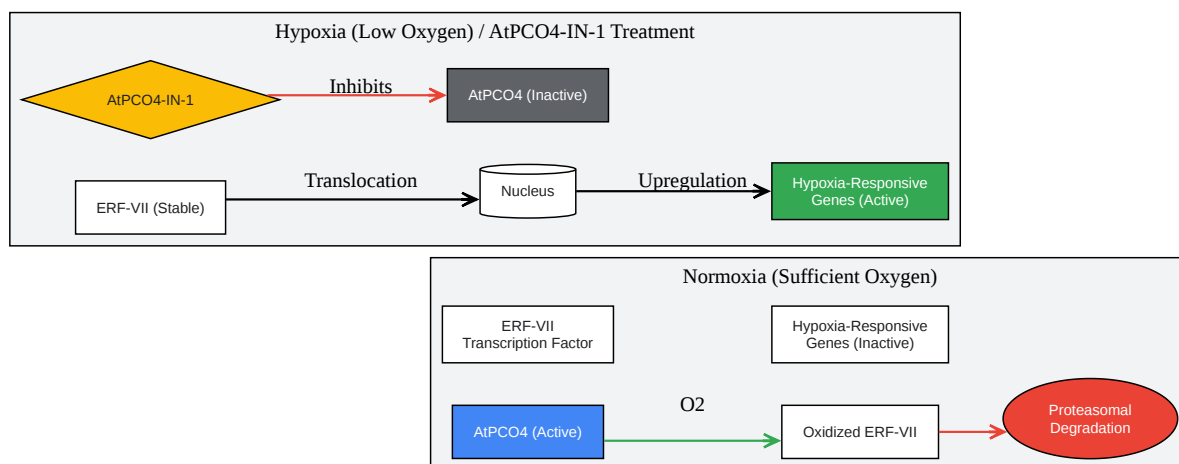 Hypoxia (Low Oxygen) / AtPCO4-IN-1 Treatment
AtPCO4-IN-1
Inhibits
AtPCO4 (Inactive)
ERF-VII (Stable)
Translocation
Nucleus
Upregulation
Hypoxia-Responsive
Genes (Active)
Normoxia (Sufficient Oxygen)
ERF-VII
Transcription Factor
Hypoxia-Responsive
Genes (Inactive)
AtPCO4 (Active)
O2
Oxidized ERF-VII
Proteasomal
Degradation